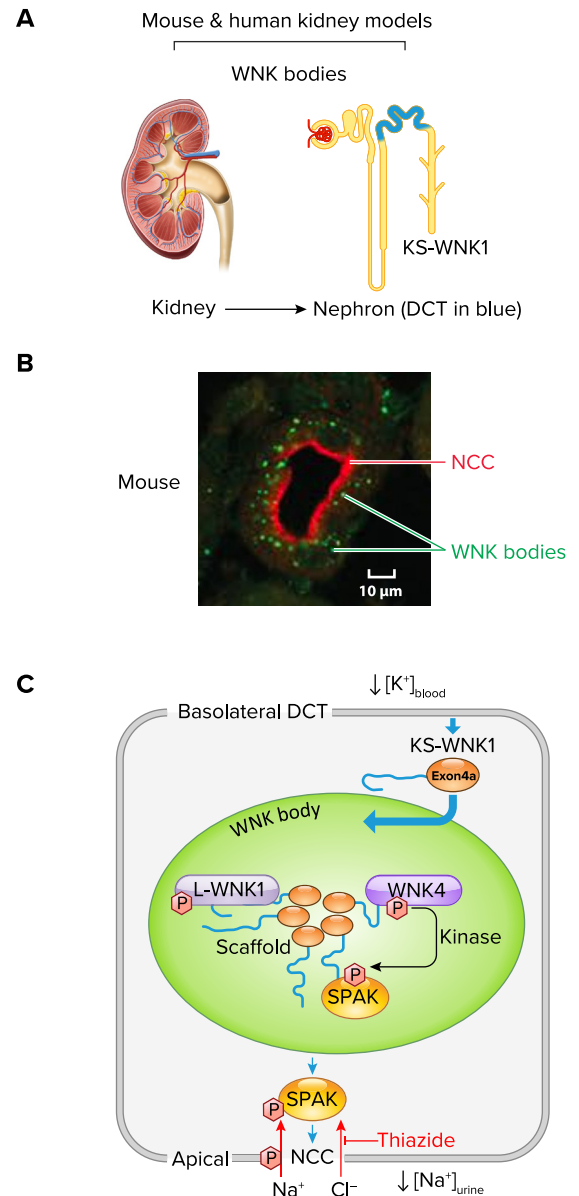 A
Mouse & human kidney models
WNK bodies
KS-WNK1
Kidney
Nephron (DCT in blue)
B
Mouse
NCC
WNK bodies
10 µm
C
↓ [K⁺]blood
Basolateral DCT
KS-WNK1
Exon4a
WNK body
L-WNK1
WNK4
P
P
Scaffold
Kinase
P
SPAK
SPAK
P
Thiazide
Apical
P
NCC
Na⁺
Cl⁻
↓ [Na⁺]urine